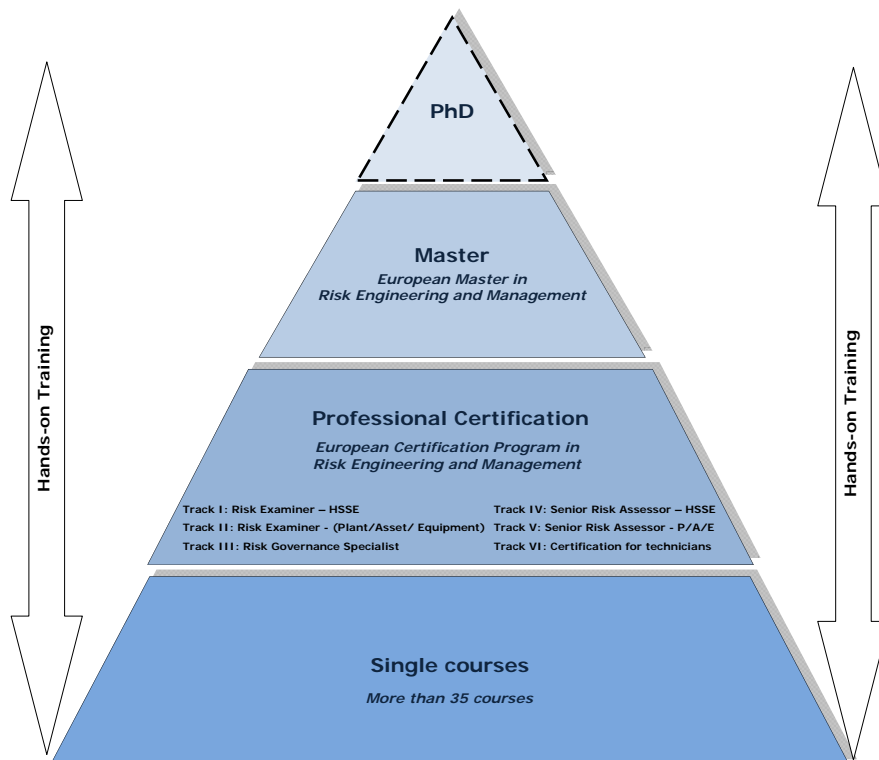 PhD
Master
European Master in
Risk Engineering and Management
Hands-on Training
Hands-on Training
Professional Certification
European Certification Program in
Risk Engineering and Management
Track I: Risk Examiner – HSSE
Track IV: Senior Risk Assessor – HSSE
Track II: Risk Examiner - (Plant/Asset/ Equipment)
Track V: Senior Risk Assessor - P/A/E
Track III: Risk Governance Specialist
Track VI: Certification for technicians
Single courses
More than 35 courses